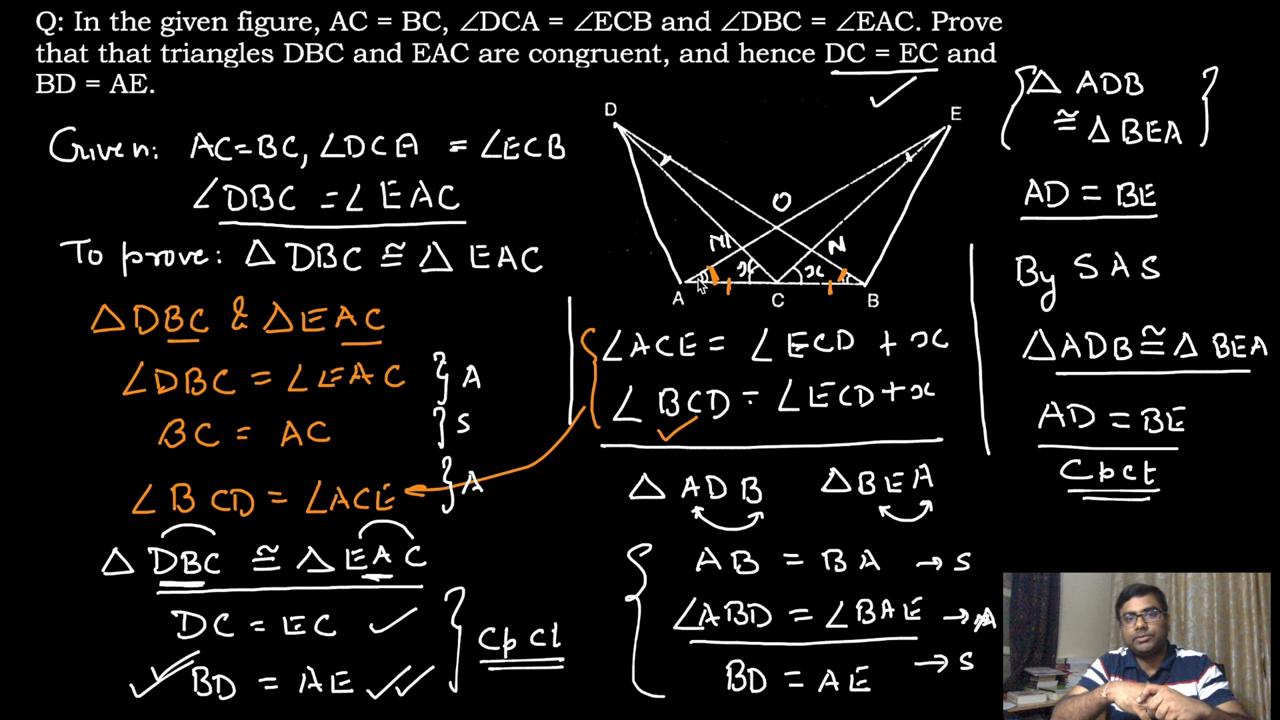 Q: In the given figure, AC = BC, ∠DCA = ∠ECB and ∠DBC = ∠EAC. Prove
that that triangles DBC and EAC are congruent, and hence DC = EC and
BD = AE.
Given: AC=BC, ∠DCA = ∠ECB
∠DBC = ∠EAC
To prove: △ DBC ≅ △ EAC
△DBC & △EAC
∠DBC = ∠EAC } A
BC = AC } S
∠BCD = ∠ACE } A
△ DBC ≅ △EAC
DC = EC ✓
✓ BD = AE ✓✓
} CpCt
D
E
O
M
N
x
x
A
C
B
∠ACE = ∠ECD + x
∠BCD = ∠ECD + x
△ ADB △BEA
AB = BA → S
∠ABD = ∠BAE → A
BD = AE → S
{ △ ADB
≅ △ BEA }
AD = BE
By SAS
△ADB ≅ △ BEA
AD = BE
CpCt